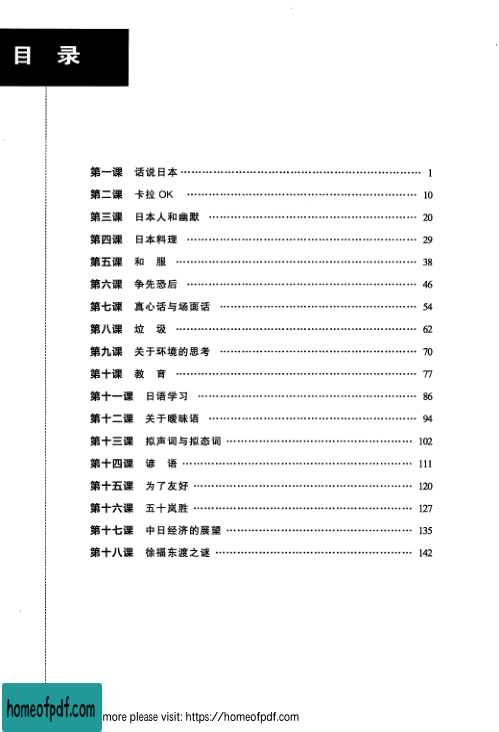 目 录
第一课 话说日本 …………………………………………………… 1
第二课 卡拉OK …………………………………………………… 10
第三课 日本人和幽默 …………………………………………………… 20
第四课 日本料理 …………………………………………………… 29
第五课 和 服 …………………………………………………… 38
第六课 争先恐后 …………………………………………………… 46
第七课 真心话与场面话 …………………………………………………… 54
第八课 垃 圾 …………………………………………………… 62
第九课 关于环境的思考 …………………………………………………… 70
第十课 教 育 …………………………………………………… 77
第十一课 日语学习 …………………………………………………… 86
第十二课 关于暧昧语 …………………………………………………… 94
第十三课 拟声词与拟态词 …………………………………………………… 102
第十四课 谚 语 …………………………………………………… 111
第十五课 为了友好 …………………………………………………… 120
第十六课 五十岚胜 …………………………………………………… 127
第十七课 中日经济的展望 …………………………………………………… 135
第十八课 徐福东渡之谜 …………………………………………………… 142
homeofpdf.com
more please visit: https://homeofpdf.com